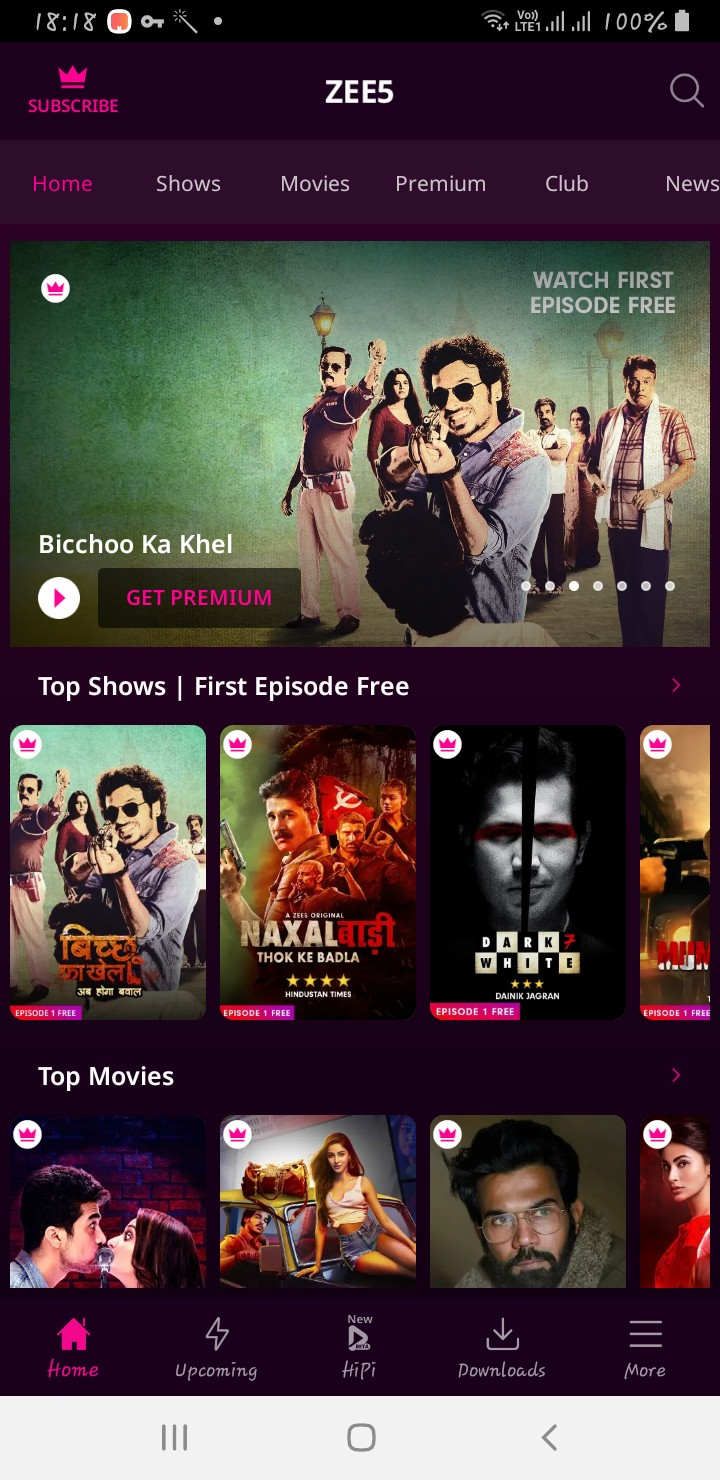 18:18 Vo)) LTE1 100%
SUBSCRIBE
ZEE5
Home Shows Movies Premium Club News
WATCH FIRST
EPISODE FREE
Bicchoo Ka Khel
GET PREMIUM
Top Shows | First Episode Free
बिच्छू
का खेल
अब होगा बवाल
EPISODE 1 FREE
A ZEE5 ORIGINAL
NAXALबाड़ी
THOK KE BADLA
HINDUSTAN TIMES
EPISODE 1 FREE
DARK 7
WHITE
DAINIK JAGRAN
EPISODE 1 FREE
MUM
EPISODE 1 FREE
Top Movies
New
BETA
Home Upcoming HiPi Downloads More